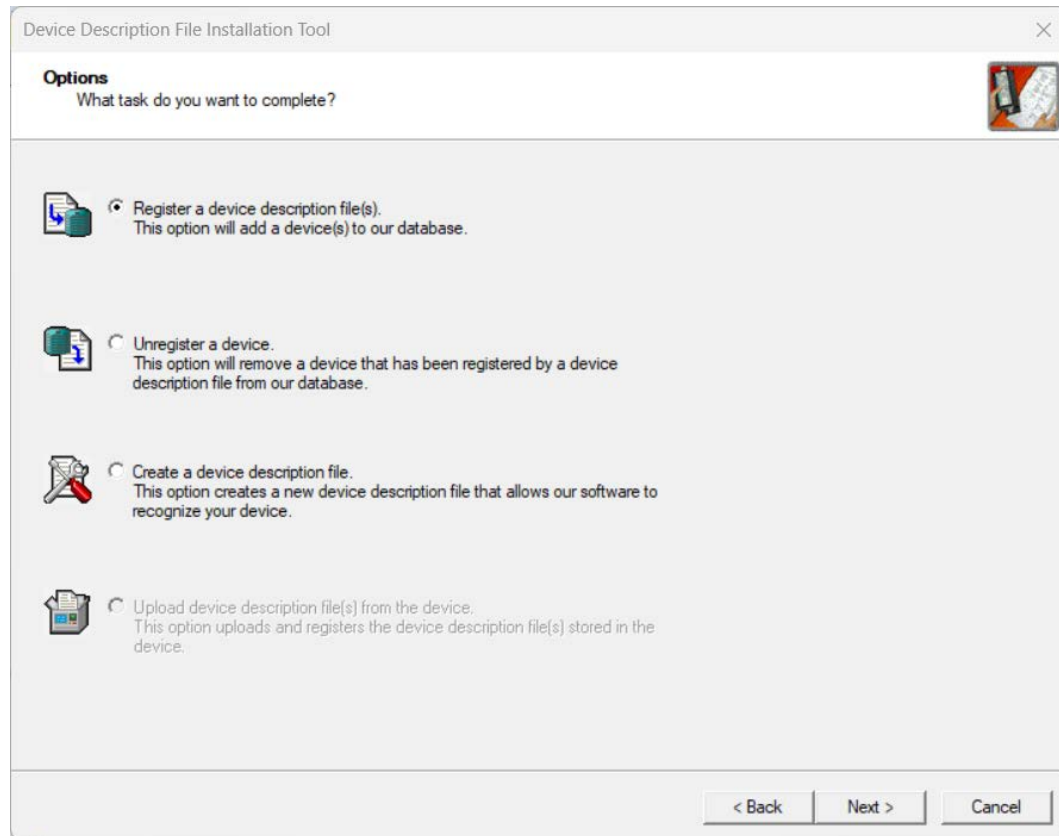 Device Description File Installation Tool
Options
What task do you want to complete?
Register a device description file(s).
This option will add a device(s) to our database.
Unregister a device.
This option will remove a device that has been registered by a device
description file from our database.
Create a device description file.
This option creates a new device description file that allows our software to
recognize your device.
Upload device description file(s) from the device.
This option uploads and registers the device description file(s) stored in the
device.
< Back Next > Cancel